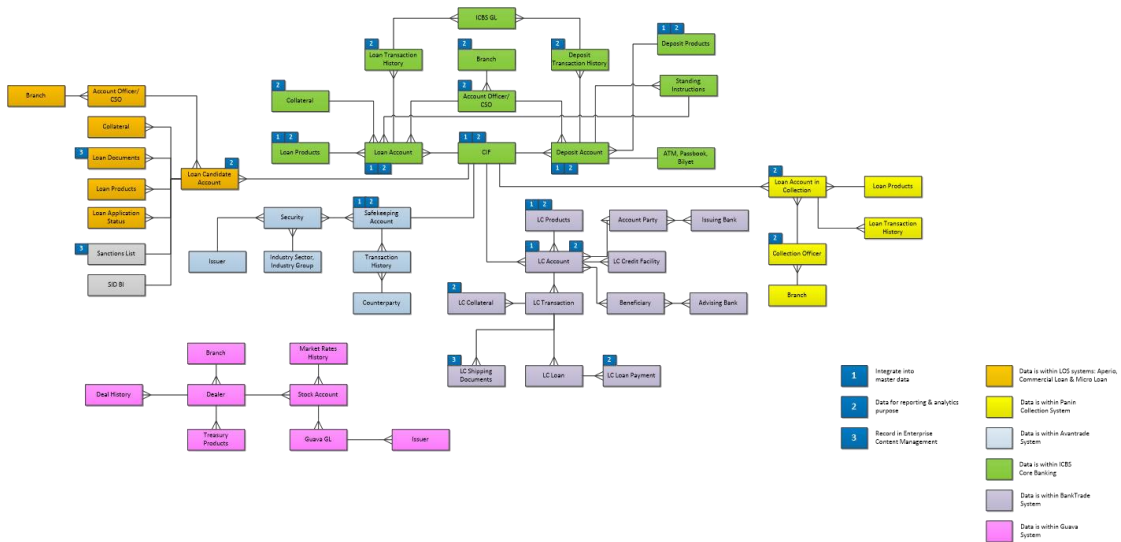 ICBS GL
1 2
Deposit Products
2
Loan Transaction
History
2
Branch
2
Deposit
Transaction History
Standing
Instructions
Branch
Account Officer/
CSO
2
Collateral
2
Account Officer/
CSO
Collateral
3
Loan Documents
1 2
Loan Products
Loan Account
1 2
1 2
CIF
Deposit Account
1 2
ATM, Passbook,
Bilyet
2
Loan Candidate
Account
Loan Products
Loan Application
Status
3
Sanctions List
SID BI
Security
1 2
Safekeeping
Account
Issuer
Industry Sector,
Industry Group
Transaction
History
Counterparty
1 2
LC Products
Account Party
Issuing Bank
1 2
LC Account
LC Credit Facility
2
LC Collateral
LC Transaction
Beneficiary
Advising Bank
3
LC Shipping
Documents
LC Loan
2
LC Loan Payment
2
Loan Account in
Collection
Loan Products
Loan Transaction
History
2
Collection Officer
Branch
Branch
Market Rates
History
Deal History
Dealer
Stock Account
Treasury
Products
Guava GL
Issuer
1
Integrate into
master data
2
Data for reporting & analytics
purpose
3
Record in Enterprise
Content Management
Data is within LOS systems: Aperio,
Commercial Loan & Micro Loan
Data is within Panin
Collection System
Data is within Avantrade
System
Data is within ICBS
Core Banking
Data is within BankTrade
System
Data is within Guava
System